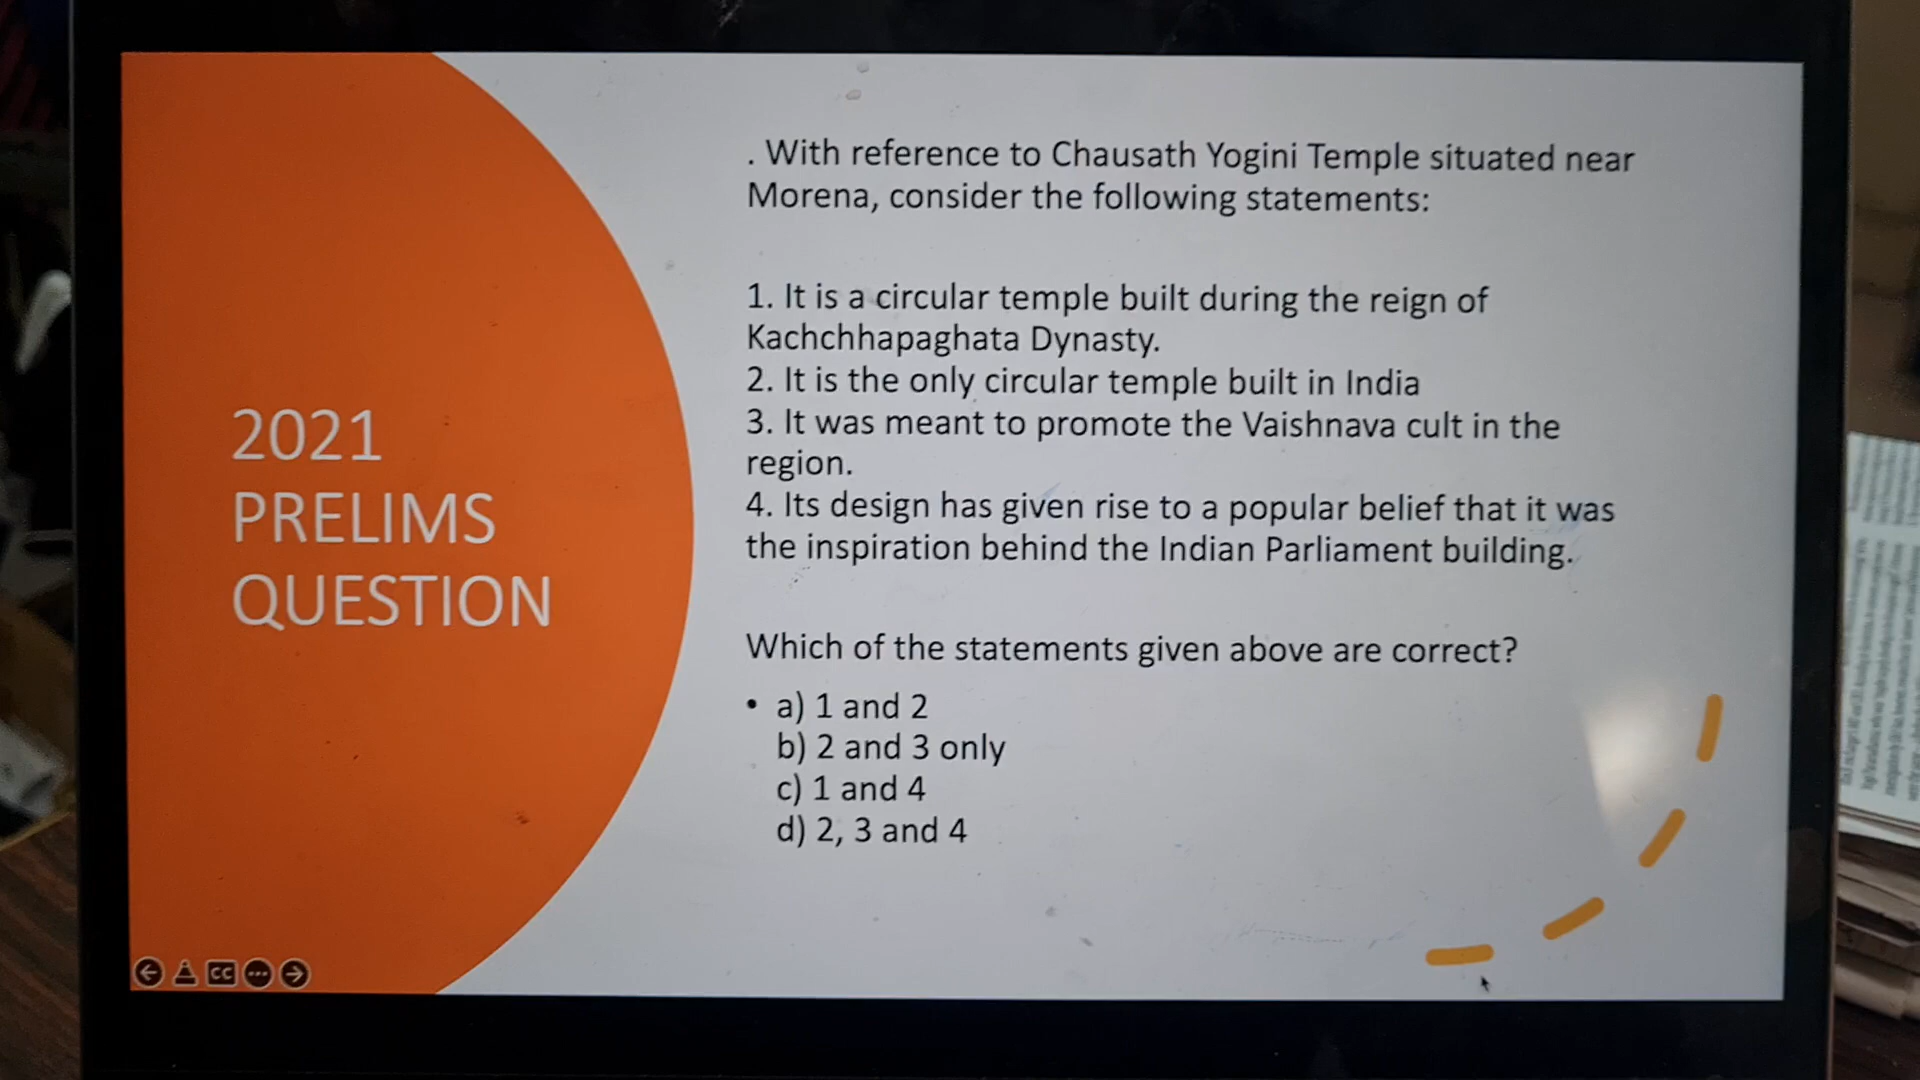 2021
PRELIMS
QUESTION
. With reference to Chausath Yogini Temple situated near
Morena, consider the following statements:
1. It is a circular temple built during the reign of
Kachchhapaghata Dynasty.
2. It is the only circular temple built in India
3. It was meant to promote the Vaishnava cult in the
region.
4. Its design has given rise to a popular belief that it was
the inspiration behind the Indian Parliament building.
Which of the statements given above are correct?
• a) 1 and 2
b) 2 and 3 only
c) 1 and 4
d) 2, 3 and 4
CC